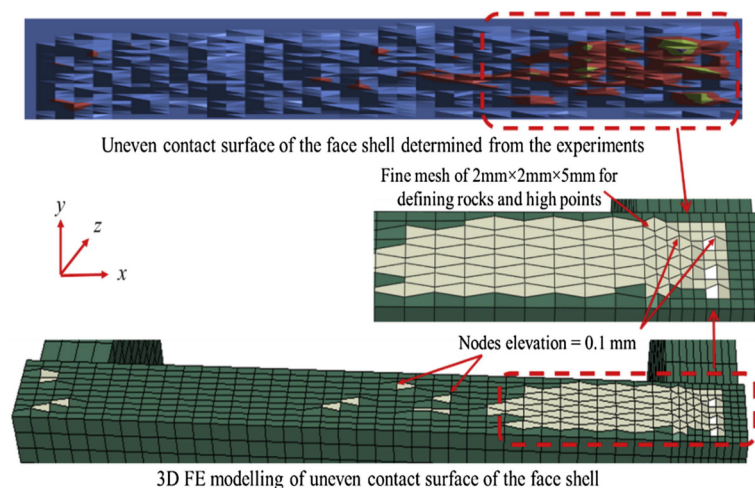 Uneven contact surface of the face shell determined from the experiments
Fine mesh of 2mm×2mm×5mm for
defining rocks and high points
y
z
x
Nodes elevation = 0.1 mm
3D FE modelling of uneven contact surface of the face shell